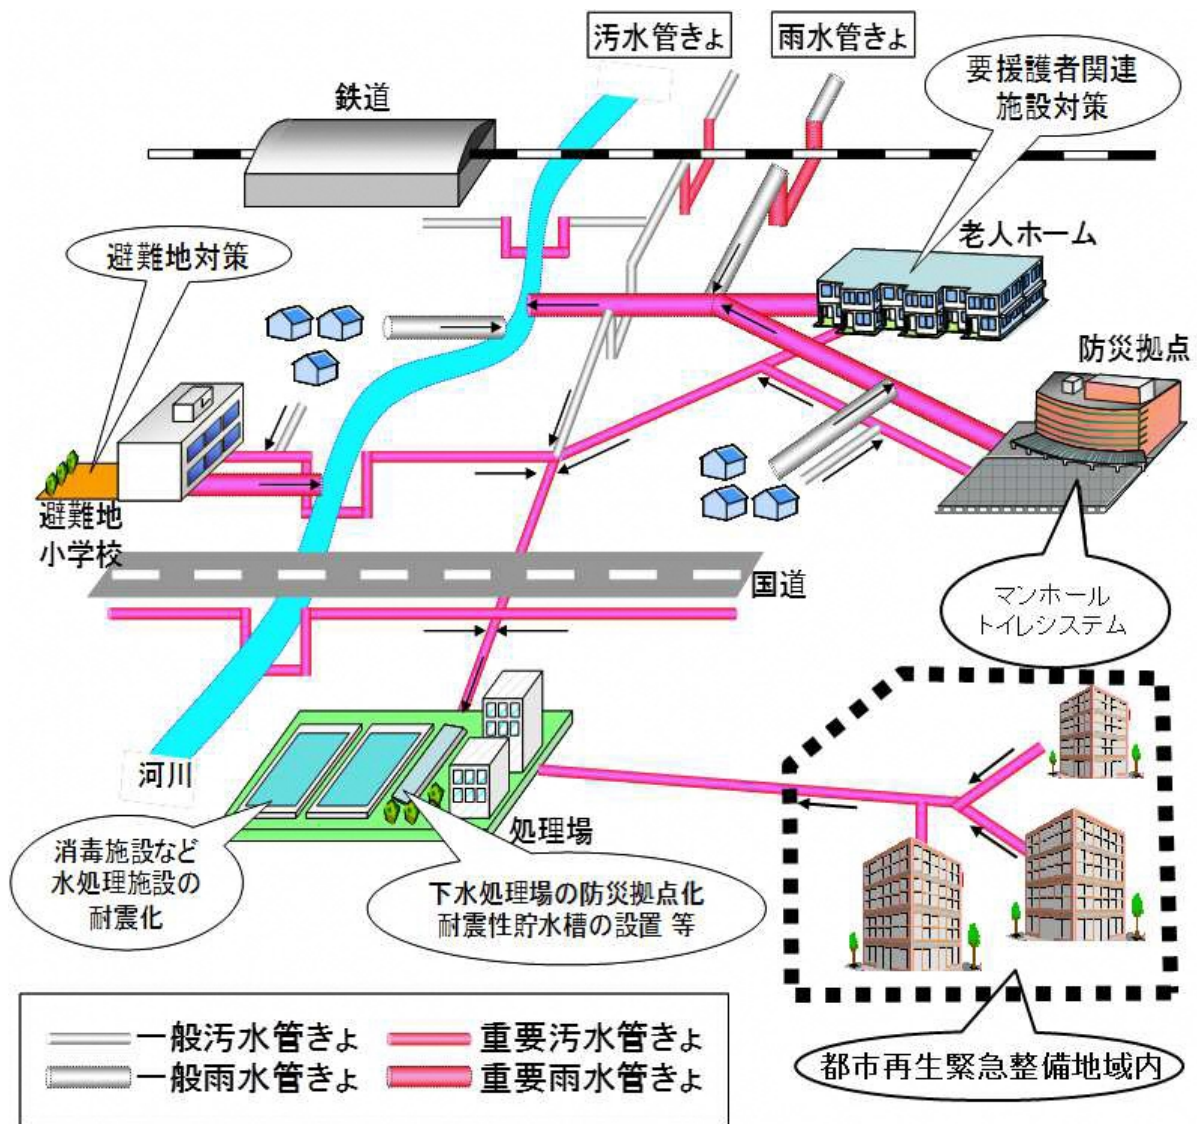 汚水管きょ
雨水管きょ
要援護者関連
施設対策
鉄道
避難地対策
老人ホーム
防災拠点
避難地
小学校
国道
マンホール
トイレシステム
河川
処理場
消毒施設など
水処理施設の
耐震化
下水処理場の防災拠点化
耐震性貯水槽の設置 等
一般汚水管きょ
重要汚水管きょ
一般雨水管きょ
重要雨水管きょ
都市再生緊急整備地域内